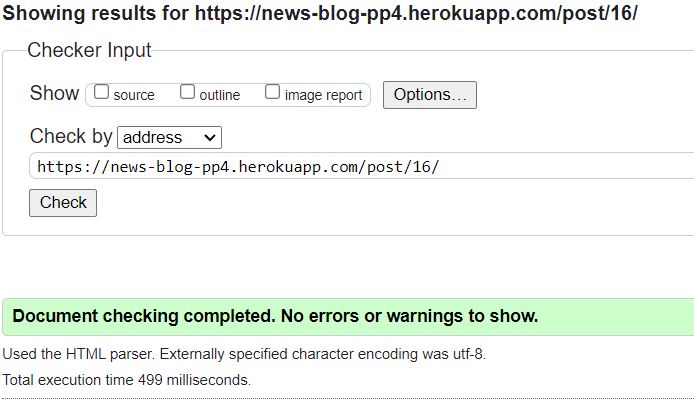 Showing results for https://news-blog-pp4.herokuapp.com/post/16/
Checker Input
Show source outline image report Options...
Check by address
https://news-blog-pp4.herokuapp.com/post/16/
Check
Document checking completed. No errors or warnings to show.
Used the HTML parser. Externally specified character encoding was utf-8.
Total execution time 499 milliseconds.